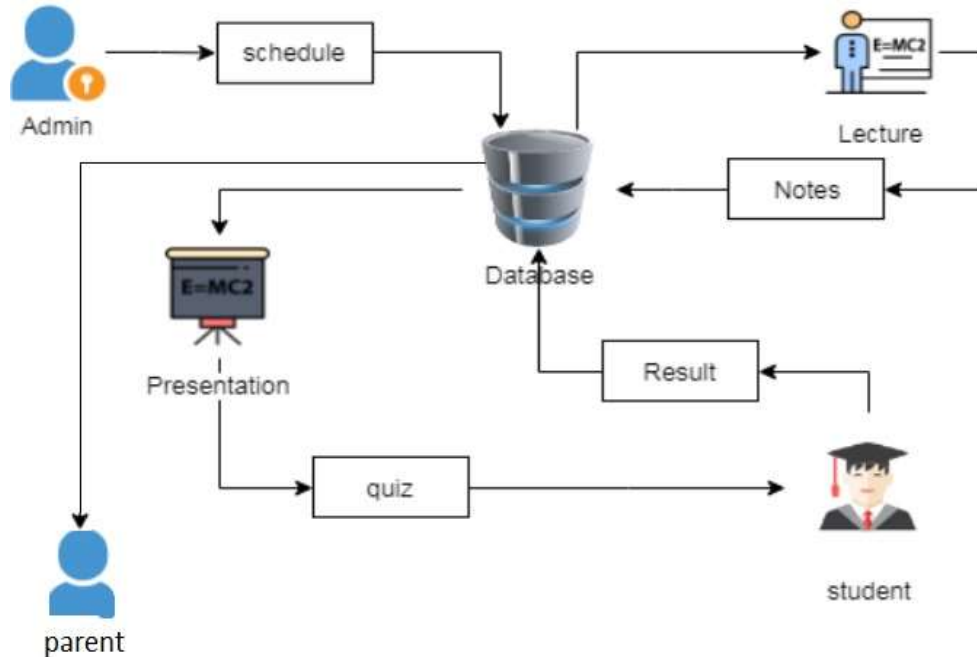 schedule
E=MC2
Admin
Lecture
Notes
Database
E=MC2
Result
Presentation
quiz
student
parent